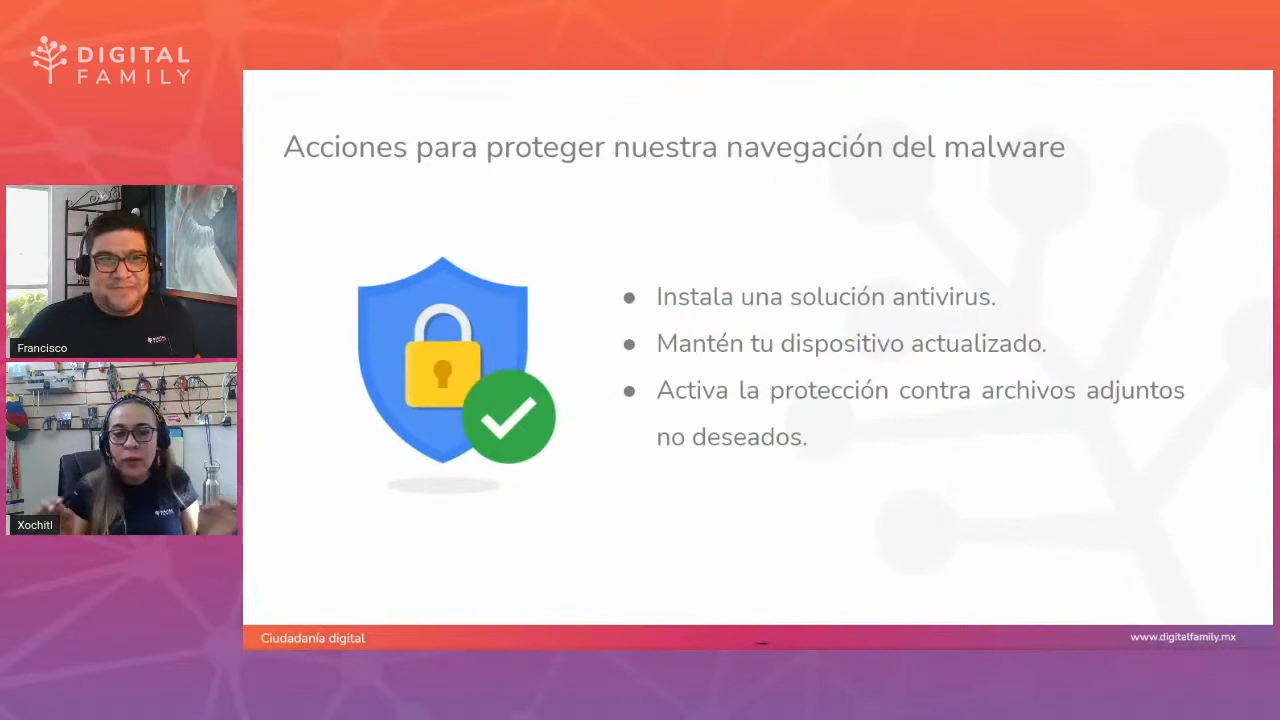 DIGITAL
FAMILY
Acciones para proteger nuestra navegación del malware
● Instala una solución antivirus.
● Mantén tu dispositivo actualizado.
● Activa la protección contra archivos adjuntos
no deseados.
Francisco
Xochitl
Ciudadanía digital
www.digitalfamily.mx